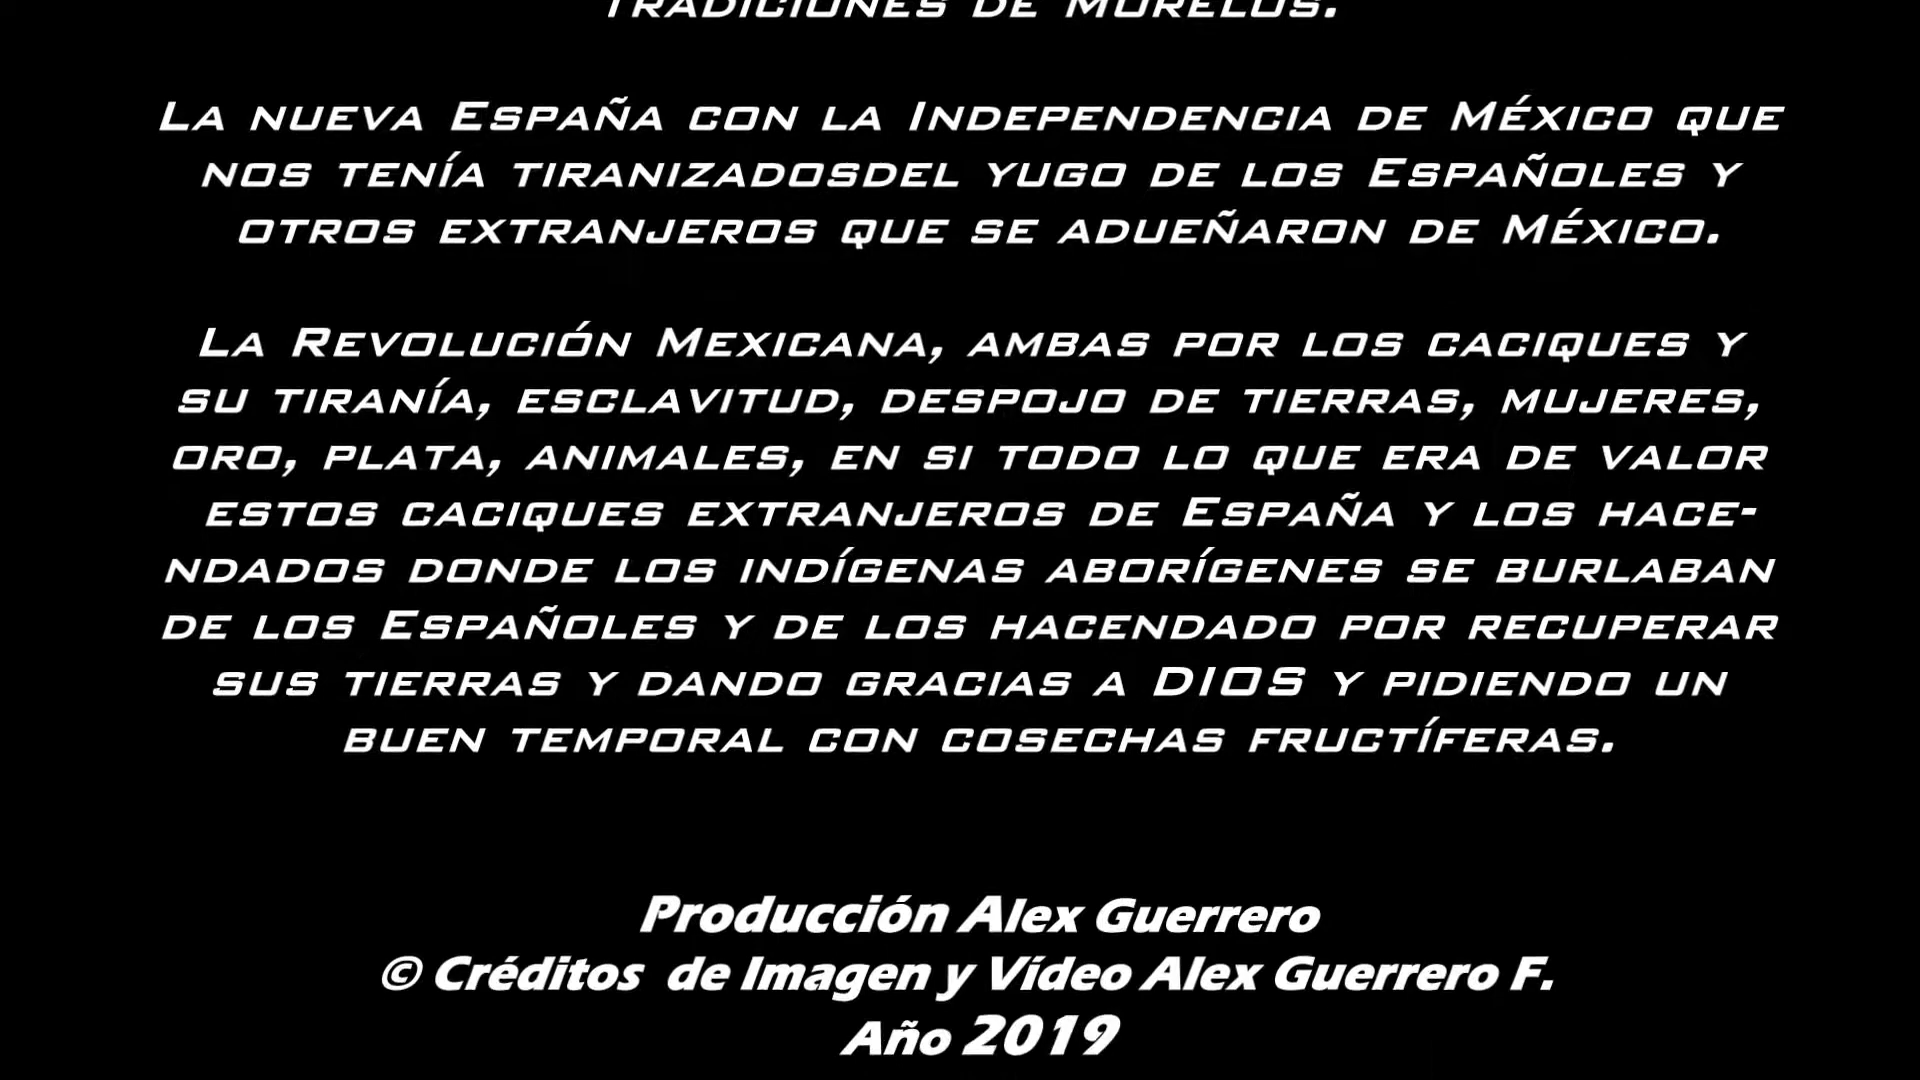 TRADICIONES DE MORELOS.
LA NUEVA ESPAÑA CON LA INDEPENDENCIA DE MÉXICO QUE
NOS TENÍA TIRANIZADOSDEL YUGO DE LOS ESPAÑOLES Y
OTROS EXTRANJEROS QUE SE ADUEÑARON DE MÉXICO.
LA REVOLUCIÓN MEXICANA, AMBAS POR LOS CACIQUES Y
SU TIRANÍA, ESCLAVITUD, DESPOJO DE TIERRAS, MUJERES,
ORO, PLATA, ANIMALES, EN SI TODO LO QUE ERA DE VALOR
ESTOS CACIQUES EXTRANJEROS DE ESPAÑA Y LOS HACE-
NDADOS DONDE LOS INDÍGENAS ABORÍGENES SE BURLABAN
DE LOS ESPAÑOLES Y DE LOS HACENDADO POR RECUPERAR
SUS TIERRAS Y DANDO GRACIAS A DIOS Y PIDIENDO UN
BUEN TEMPORAL CON COSECHAS FRUCTÍFERAS.
Producción Alex Guerrero
© Créditos de Imagen y Vídeo Alex Guerrero F.
Año 2019